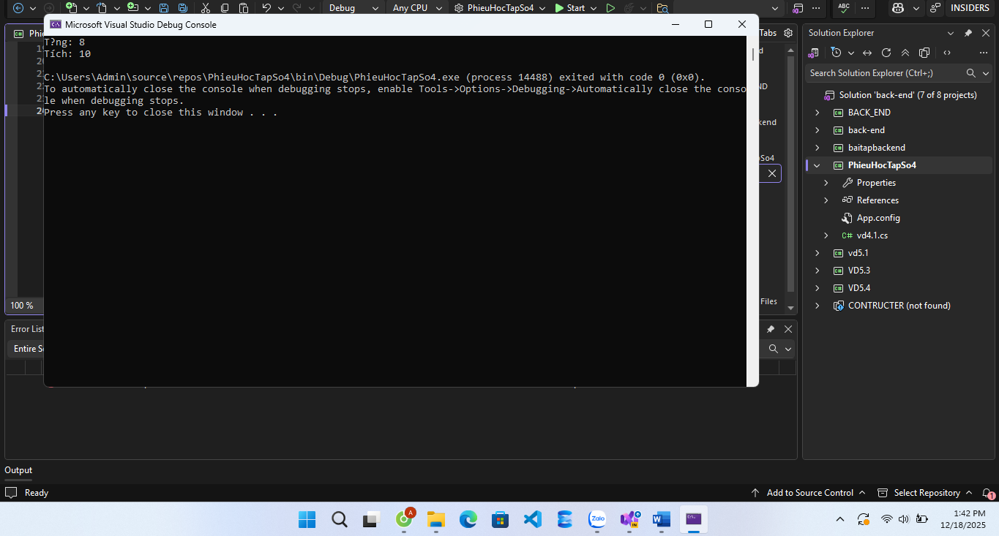 Debug
Any CPU
PhieuHocTapSo4
Start
INSIDERS
Microsoft Visual Studio Debug Console
T?ng: 8
Tích: 10
C:\Users\Admin\source\repos\PhieuHocTapSo4\bin\Debug\PhieuHocTapSo4.exe (process 14488) exited with code 0 (0x0).
To automatically close the console when debugging stops, enable Tools->Options->Debugging->Automatically close the conso
le when debugging stops.
Press any key to close this window . . .
Tabs
Files
100 %
Error List
Output
Ready
Solution Explorer
Search Solution Explorer (Ctrl+;)
Solution 'back-end' (7 of 8 projects)
BACK_END
back-end
baitapbackend
PhieuHocTapSo4
Properties
References
App.config
C# vd4.1.cs
vd5.1
VD5.3
VD5.4
CONTRUCTER (not found)
Add to Source Control
Select Repository
1
A
Zalo
1:42 PM
12/18/2025